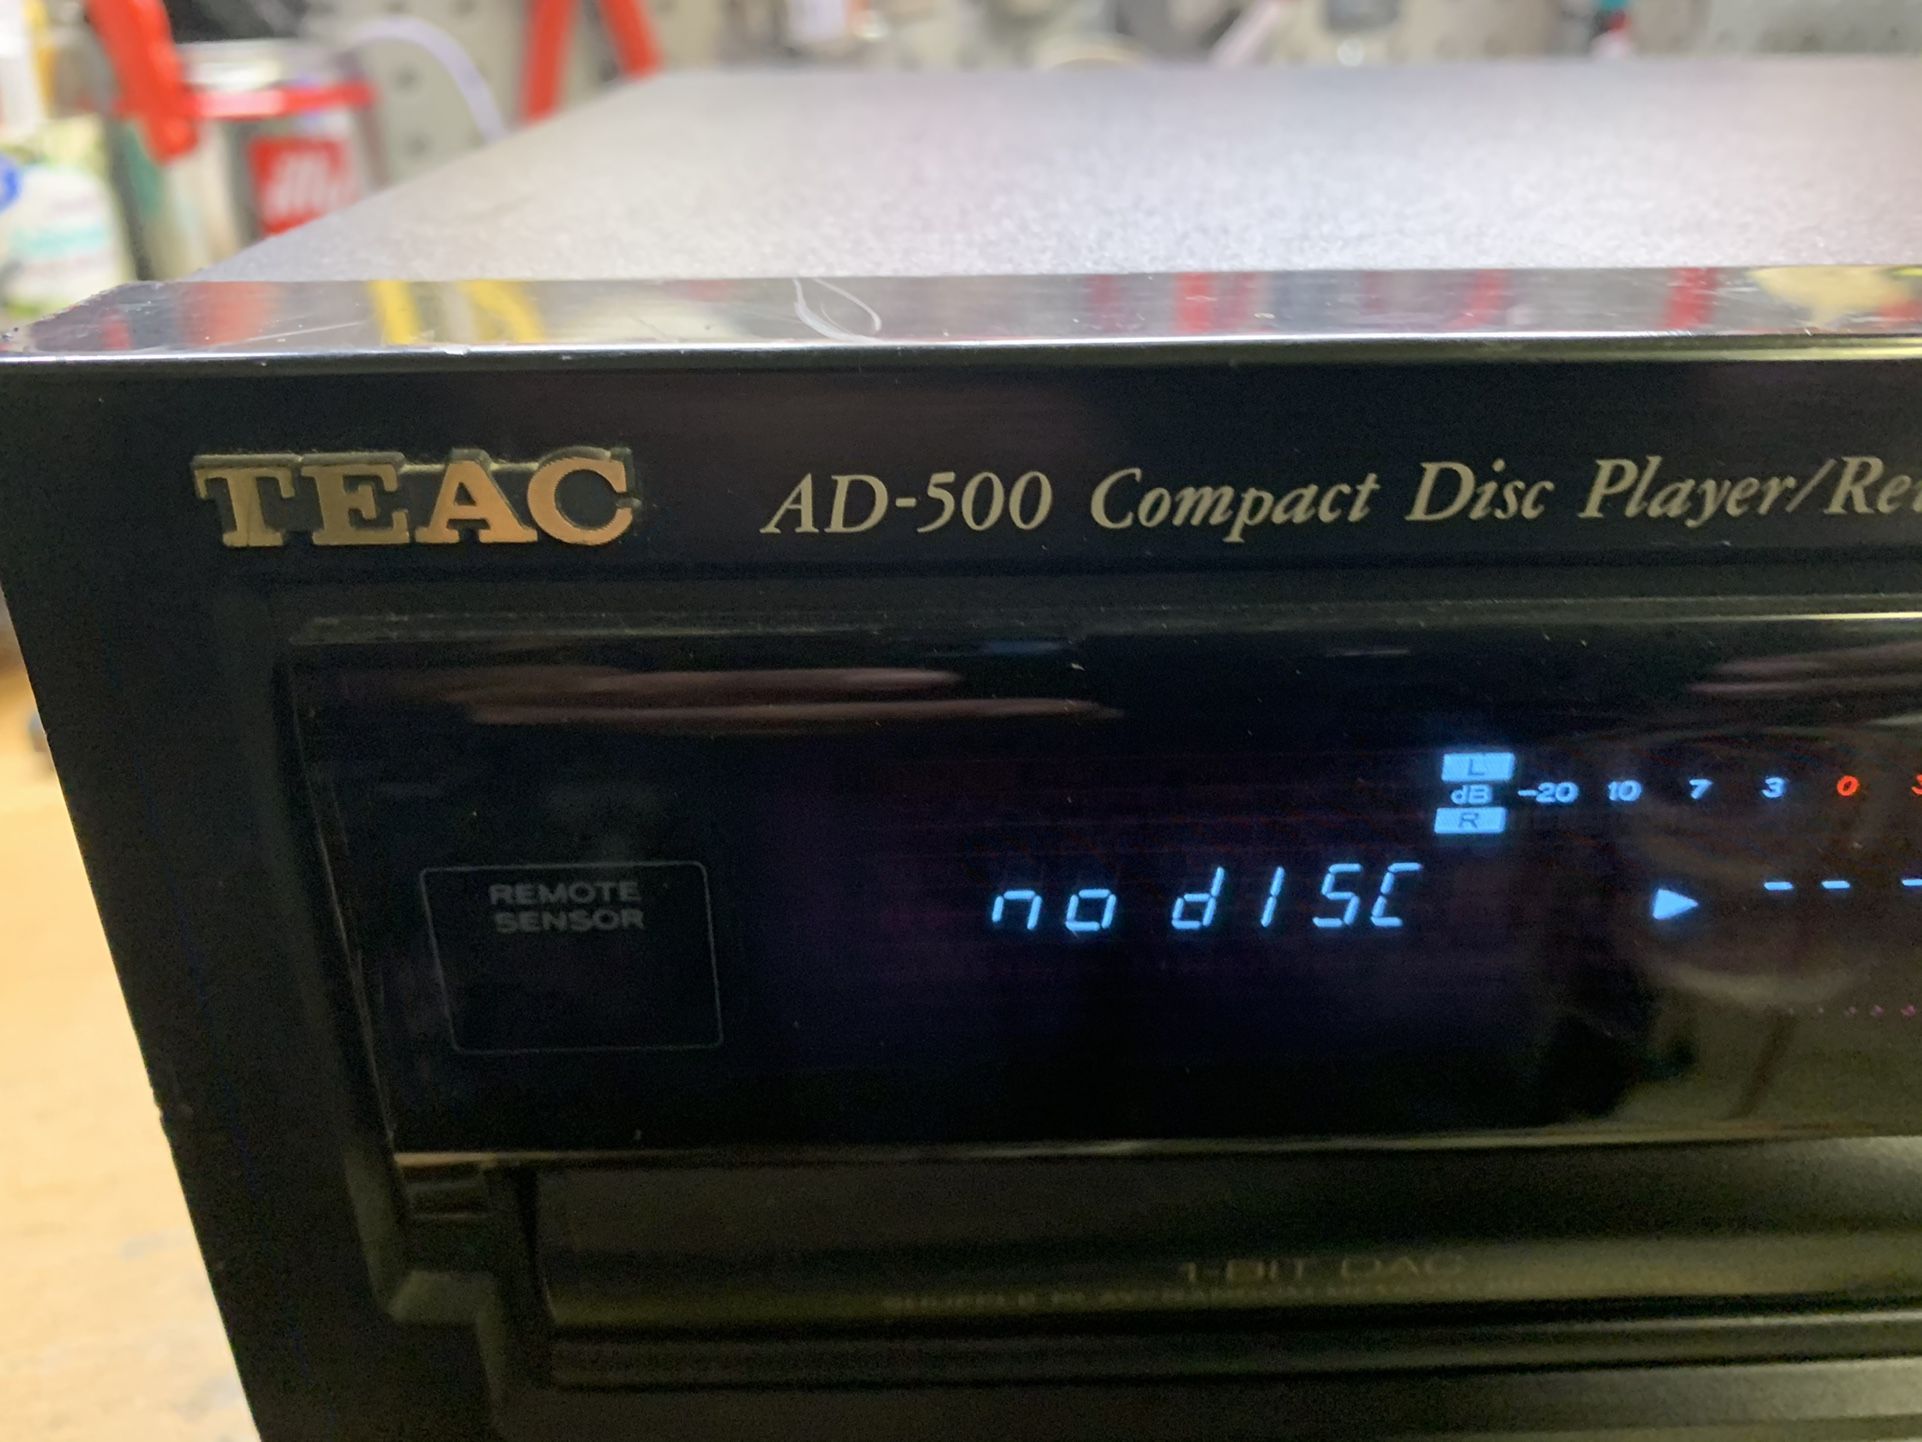 TEAC
AD-500 Compact Disc Player/Re
L
dB -20 10 7 3 0 3
R
REMOTE
SENSOR
no dISC
1-BIT DAC